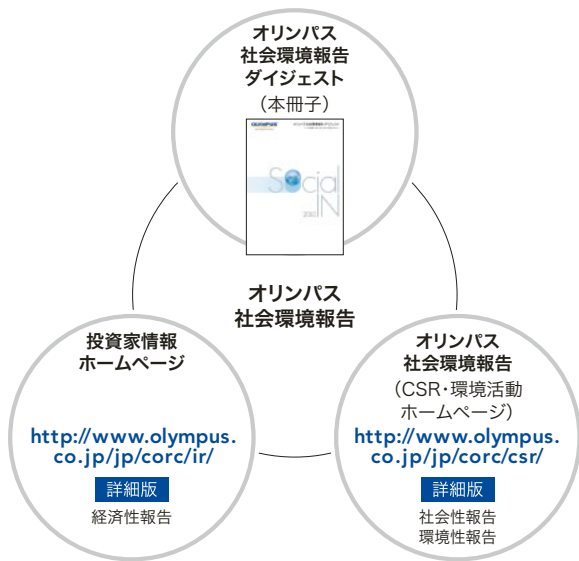 オリンパス
社会環境報告
ダイジェスト
（本冊子）
OLYMPUS
Social
IN
オリンパス
社会環境報告
投資家情報
ホームページ
http://www.olympus.
co.jp/jp/corc/ir/
詳細版
経済性報告
オリンパス
社会環境報告
（CSR・環境活動
ホームページ）
http://www.olympus.
co.jp/jp/corc/csr/
詳細版
社会性報告
環境性報告